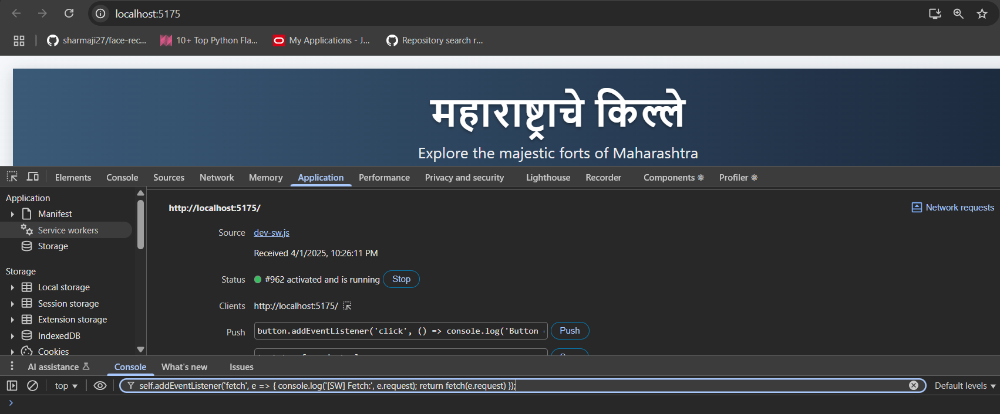 localhost:5175
sharmaji27/face-rec...
10+ Top Python Fla...
My Applications - J...
Repository search r...
महाराष्ट्राचे किल्ले
Explore the majestic forts of Maharashtra
Elements Console Sources Network Memory Application Performance Privacy and security Lighthouse Recorder Components Profiler
Application
Manifest
Service workers
Storage
Storage
Local storage
Session storage
Extension storage
IndexedDB
Cookies
http://localhost:5175/
Network requests
Source dev-sw.js
Received 4/1/2025, 10:26:11 PM
Status #962 activated and is running Stop
Clients http://localhost:5175/
Push button.addEventListener('click', () => console.log('Button Push
AI assistance Console What's new Issues
top self.addEventListener('fetch', e => { console.log('[SW] Fetch:', e.request); return fetch(e.request) }); Default levels